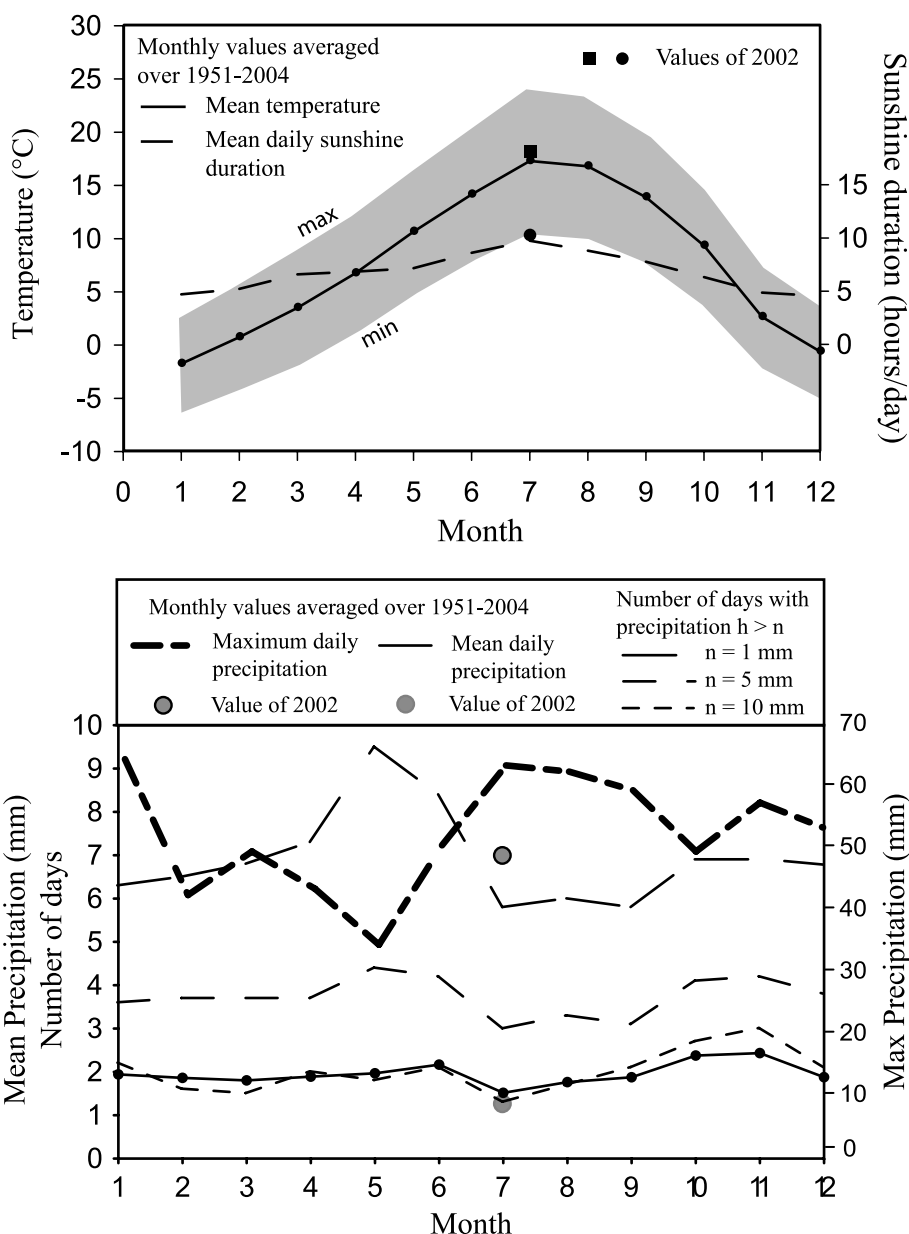 30
25
20
15
10
5
0
-5
-10
Temperature (°C)
Monthly values averaged
over 1951-2004
Mean temperature
Mean daily sunshine
duration
Values of 2002
max
min
15
10
5
0
Sunshine duration (hours/day)
0 1 2 3 4 5 6 7 8 9 10 11 12
Month
Monthly values averaged over 1951-2004
Maximum daily
precipitation
Value of 2002
Mean daily
precipitation
Value of 2002
Number of days with
precipitation h > n
n = 1 mm
n = 5 mm
n = 10 mm
10
9
8
7
6
5
4
3
2
1
0
Mean Precipitation (mm)
Number of days
70
60
50
40
30
20
10
0
Max Precipitation (mm)
1 2 3 4 5 6 7 8 9 10 11 12
Month